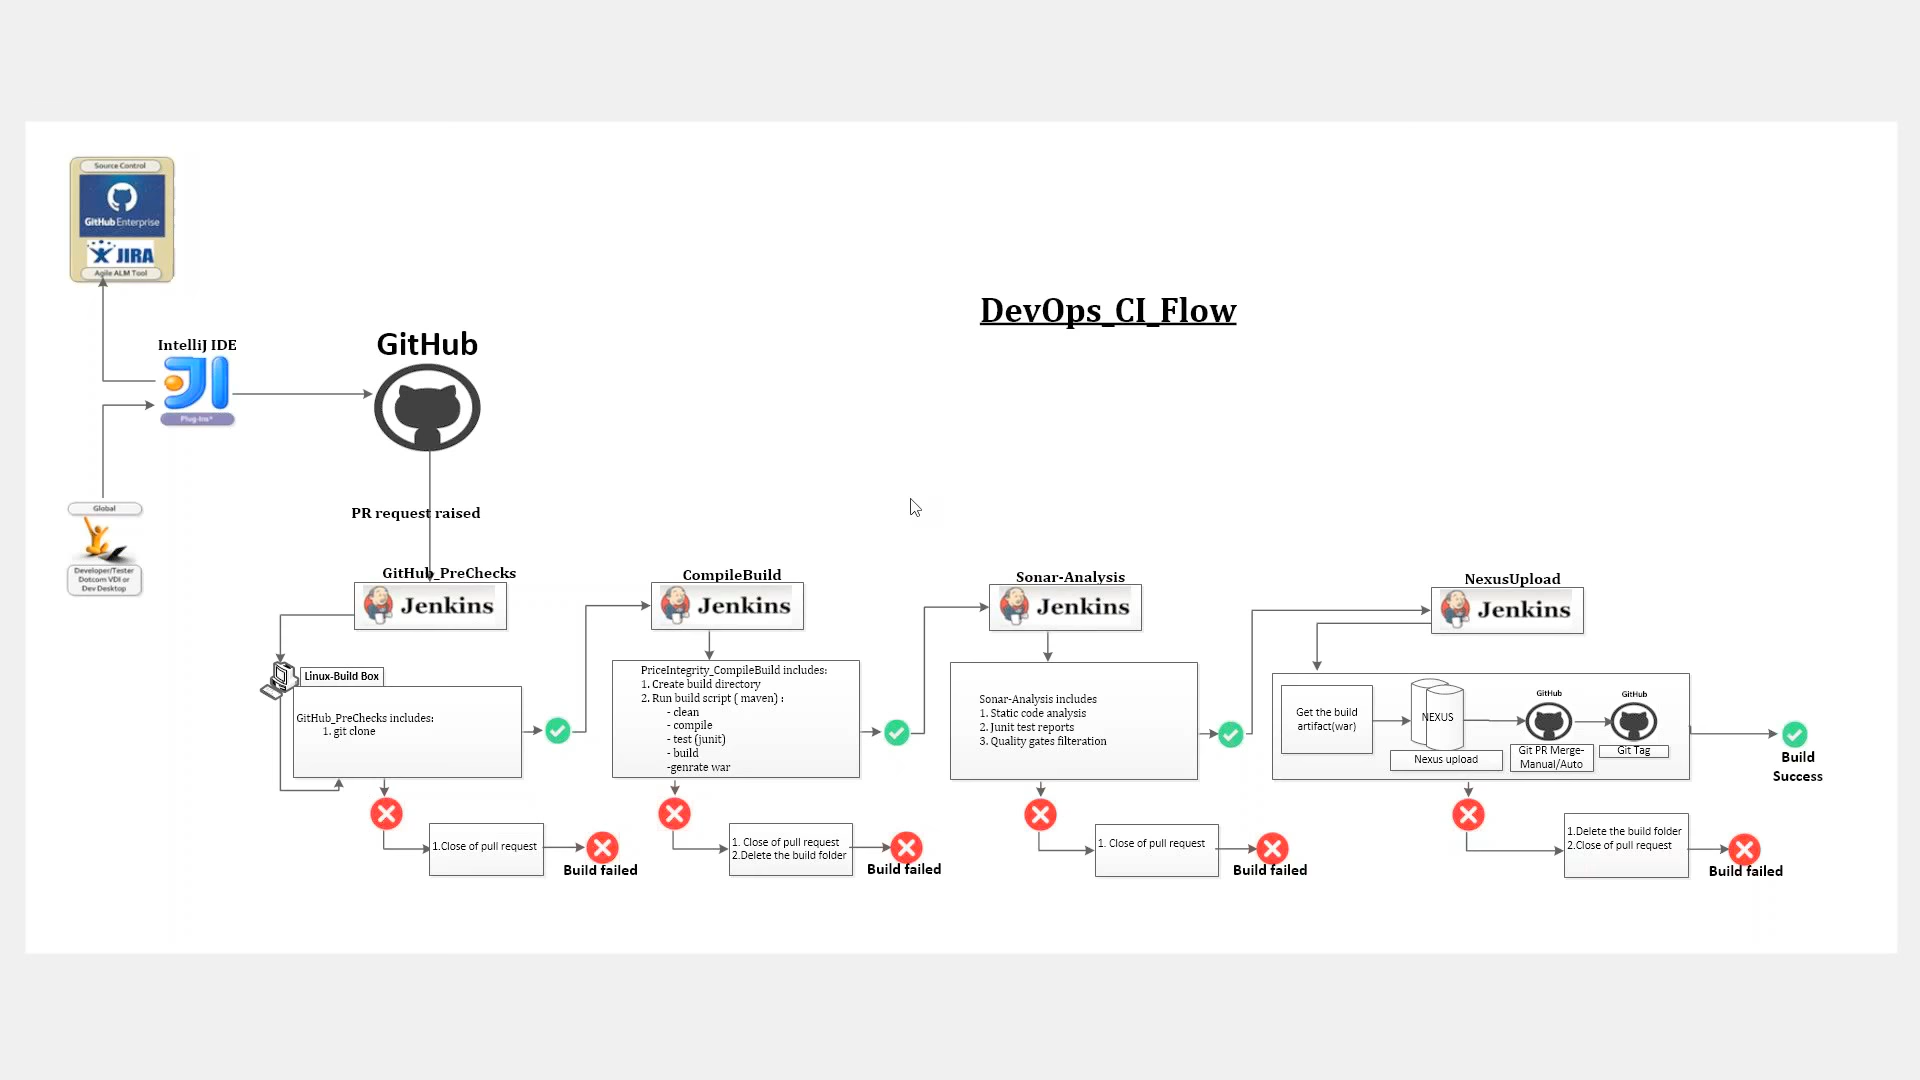 Source Control
GitHub Enterprise
JIRA
Agile ALM Tool
DevOps_CI_Flow
IntelliJ IDE
Plug-Ins*
GitHub
Global
Developer/Tester
Dotcom VDI or
Dev Desktop
PR request raised
GitHub_PreChecks
Jenkins
CompileBuild
Jenkins
Sonar-Analysis
Jenkins
NexusUpload
Jenkins
Linux-Build Box
GitHub_PreChecks includes:
1. git clone
PriceIntegrity_CompileBuild includes:
1. Create build directory
2. Run build script ( maven) :
- clean
- compile
- test (junit)
- build
-genrate war
Sonar-Analysis includes
1. Static code analysis
2. Junit test reports
3. Quality gates filteration
Get the build
artifact(war)
NEXUS
Nexus upload
GitHub
Git PR Merge-
Manual/Auto
GitHub
Git Tag
Build
Success
1.Close of pull request
Build failed
1. Close of pull request
2.Delete the build folder
Build failed
1. Close of pull request
Build failed
1.Delete the build folder
2.Close of pull request
Build failed